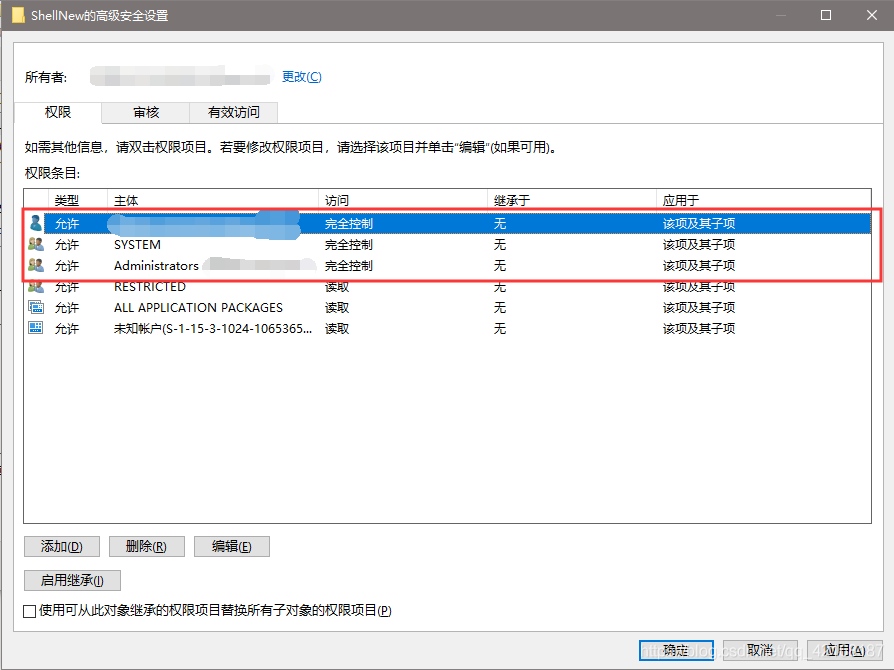 ShellNew的高级安全设置
所有者: 更改(C)
权限 审核 有效访问
如需其他信息，请双击权限项目。若要修改权限项目，请选择该项目并单击“编辑”(如果可用)。
权限条目:
类型 主体 访问 继承于 应用于
允许 完全控制 无 该项及其子项
允许 SYSTEM 完全控制 无 该项及其子项
允许 Administrators 完全控制 无 该项及其子项
允许 RESTRICTED 读取 无 该项及其子项
允许 ALL APPLICATION PACKAGES 读取 无 该项及其子项
允许 未知帐户(S-1-15-3-1024-1065365... 读取 无 该项及其子项
添加(D) 删除(R) 编辑(E)
启用继承(I)
使用可从此对象继承的权限项目替换所有子对象的权限项目(P)
确定 取消 应用(A)